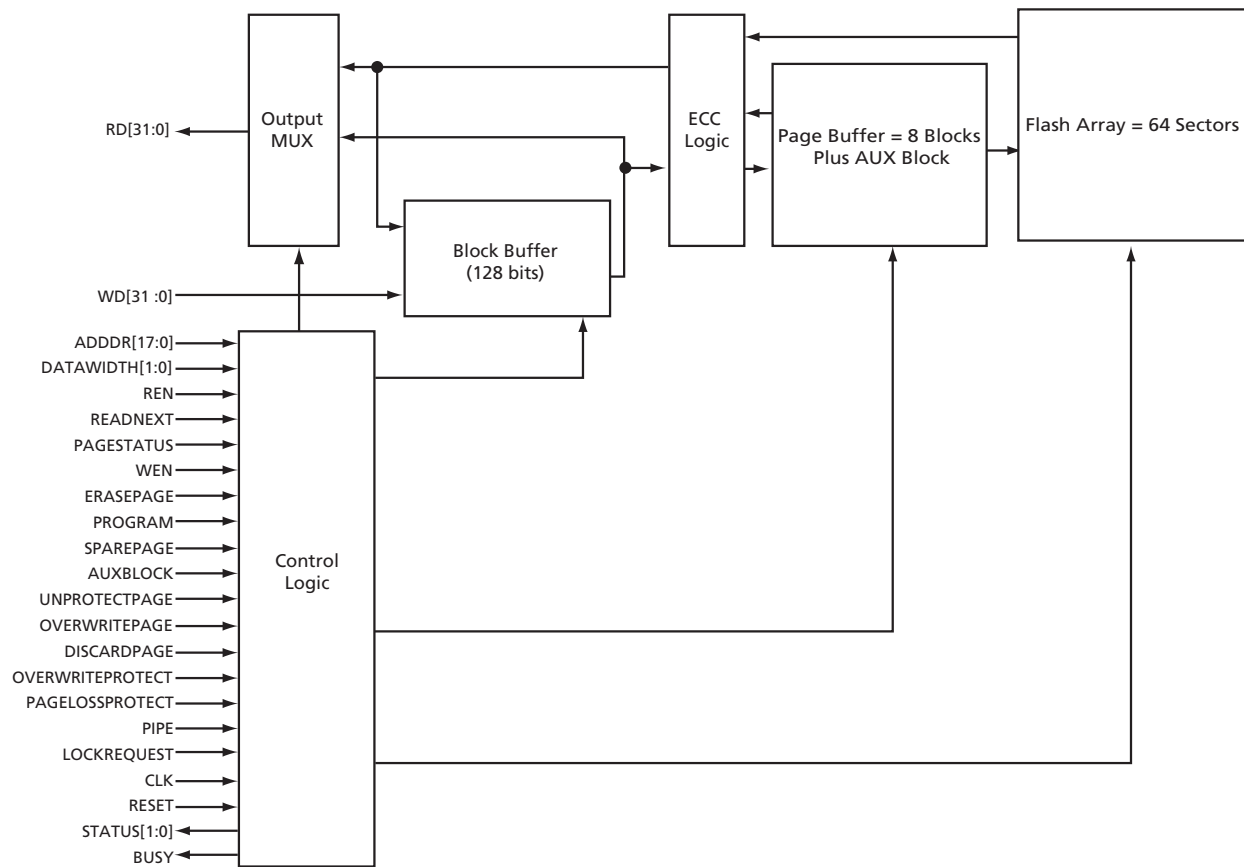 Output
MUX
ECC
Logic
Page Buffer = 8 Blocks
Plus AUX Block
Flash Array = 64 Sectors
RD[31:0]
Block Buffer
(128 bits)
WD[31 :0]
ADDDR[17:0]
DATAWIDTH[1:0]
REN
READNEXT
PAGESTATUS
WEN
ERASEPAGE
PROGRAM
SPAREPAGE
AUXBLOCK
UNPROTECTPAGE
OVERWRITEPAGE
DISCARDPAGE
OVERWRITEPROTECT
PAGELOSSPROTECT
PIPE
LOCKREQUEST
CLK
RESET
STATUS[1:0]
BUSY
Control
Logic